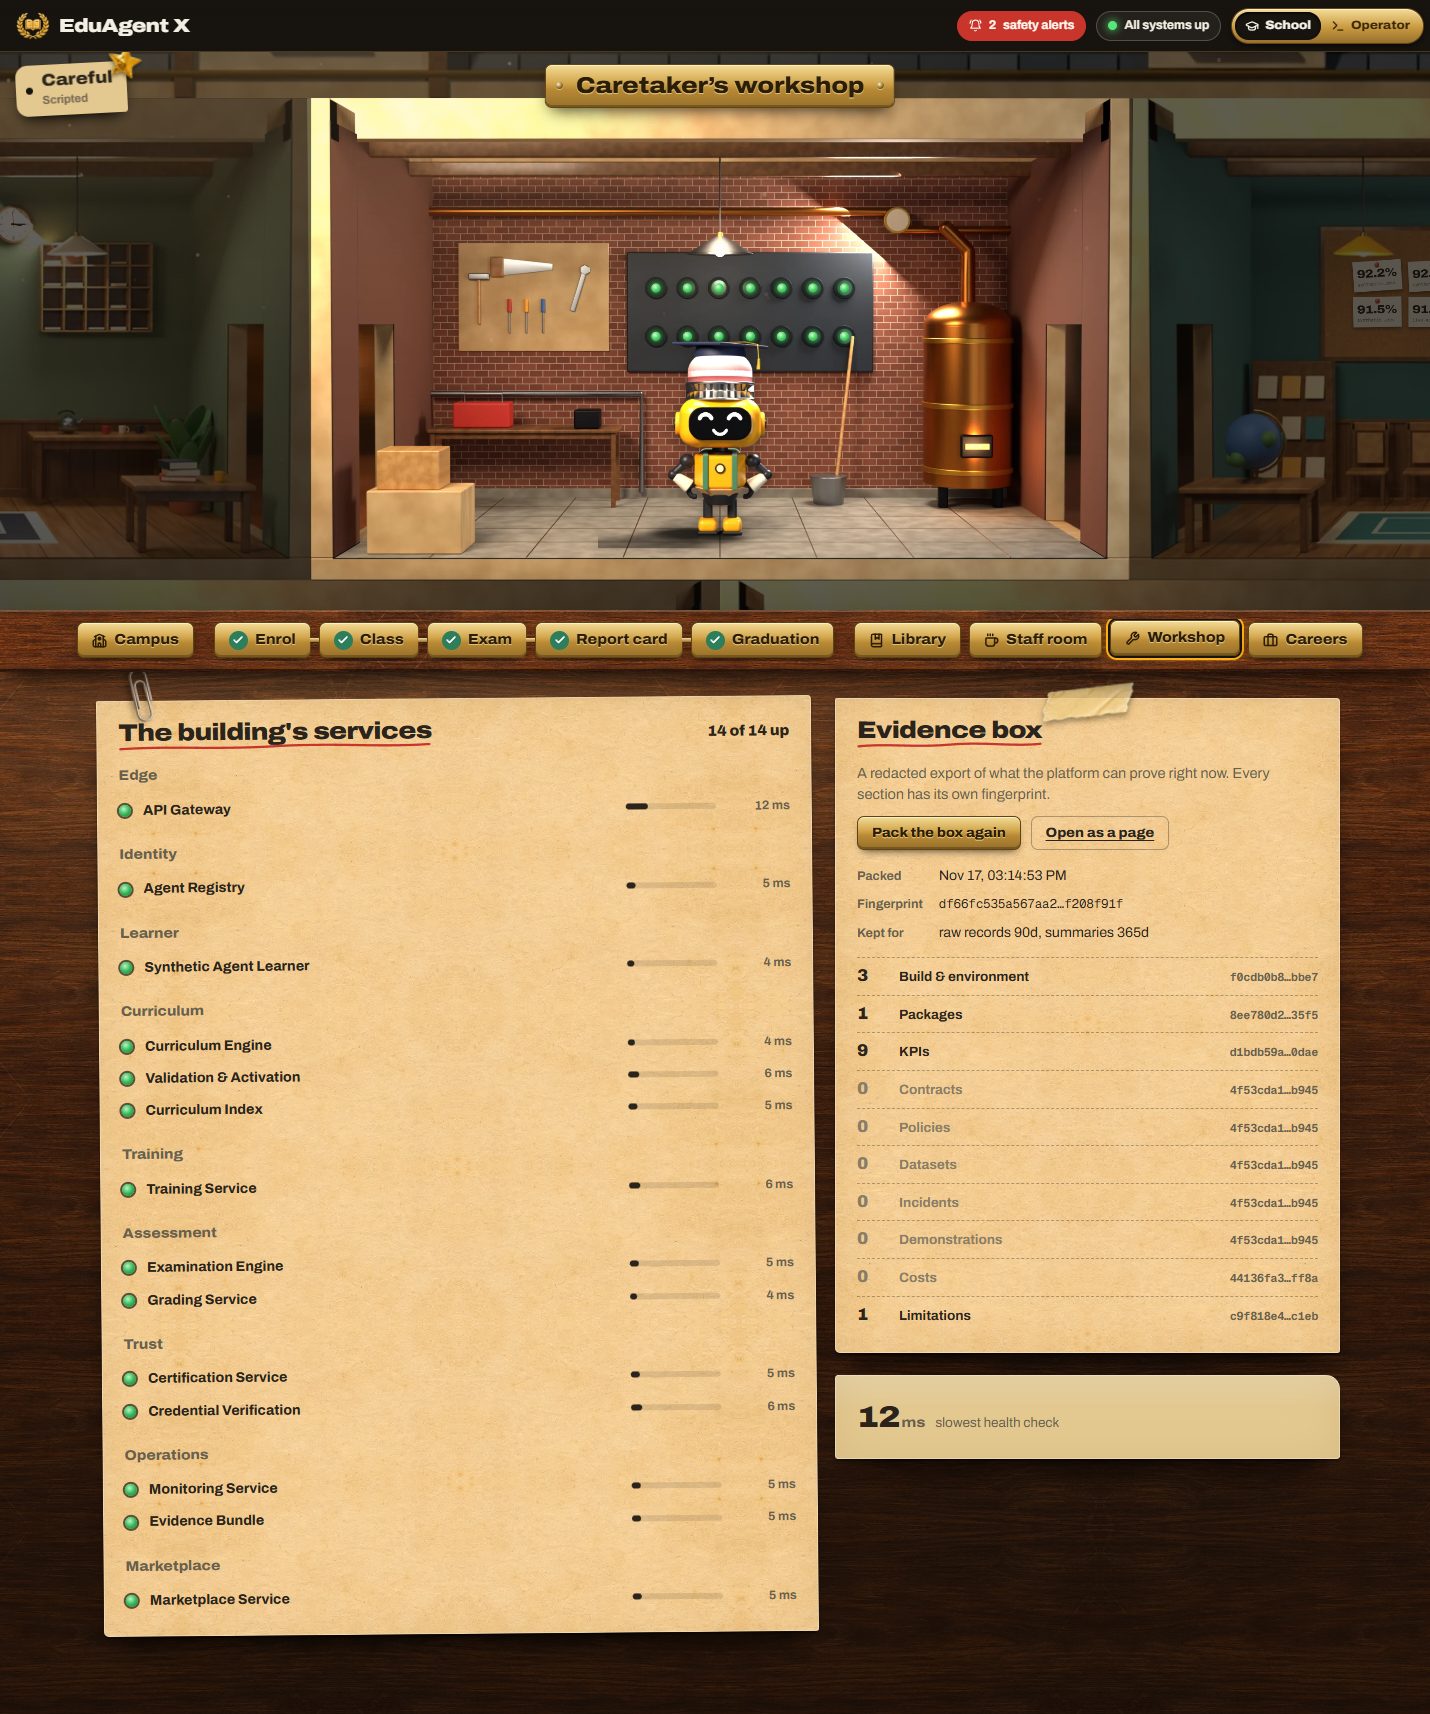 EduAgent X
2 safety alerts
All systems up
School
Operator
Careful
Scripted
Caretaker's workshop
92.2%
91.5%
Campus
Enrol
Class
Exam
Report card
Graduation
Library
Staff room
Workshop
Careers
The building's services
14 of 14 up
Edge
API Gateway
12 ms
Identity
Agent Registry
5 ms
Learner
Synthetic Agent Learner
4 ms
Curriculum
Curriculum Engine
4 ms
Validation & Activation
6 ms
Curriculum Index
5 ms
Training
Training Service
6 ms
Assessment
Examination Engine
5 ms
Grading Service
4 ms
Trust
Certification Service
5 ms
Credential Verification
6 ms
Operations
Monitoring Service
5 ms
Evidence Bundle
5 ms
Marketplace
Marketplace Service
5 ms
Evidence box
A redacted export of what the platform can prove right now. Every
section has its own fingerprint.
Pack the box again
Open as a page
Packed Nov 17, 03:14:53 PM
Fingerprint df66fc535a567aa2…f208f91f
Kept for raw records 90d, summaries 365d
3 Build & environment f0cdb0b8…bbe7
1 Packages 8ee780d2…35f5
9 KPIs d1bdb59a…0dae
0 Contracts 4f53cda1…b945
0 Policies 4f53cda1…b945
0 Datasets 4f53cda1…b945
0 Incidents 4f53cda1…b945
0 Demonstrations 4f53cda1…b945
0 Costs 44136fa3…ff8a
1 Limitations c9f818e4…c1eb
12 ms slowest health check